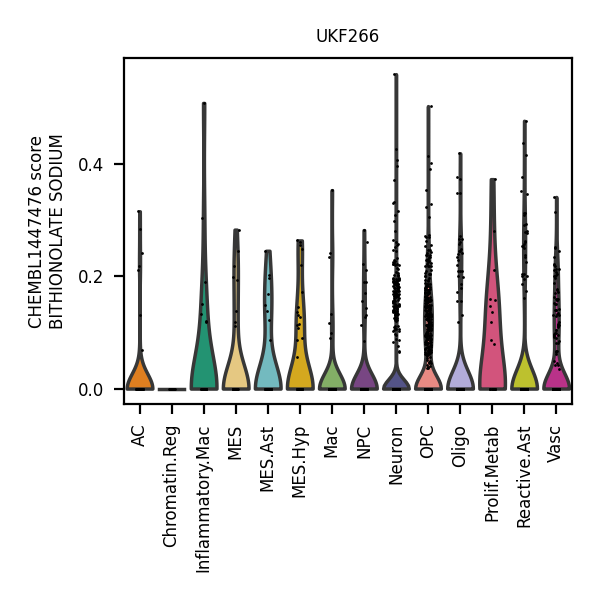 UKF266
CHEMBL1447476 score
BITHIONOLATE SODIUM
0.4
0.2
0.0
AC
Chromatin.Reg
Inflammatory.Mac
MES
MES.Ast
MES.Hyp
Mac
NPC
Neuron
OPC
Oligo
Prolif.Metab
Reactive.Ast
Vasc